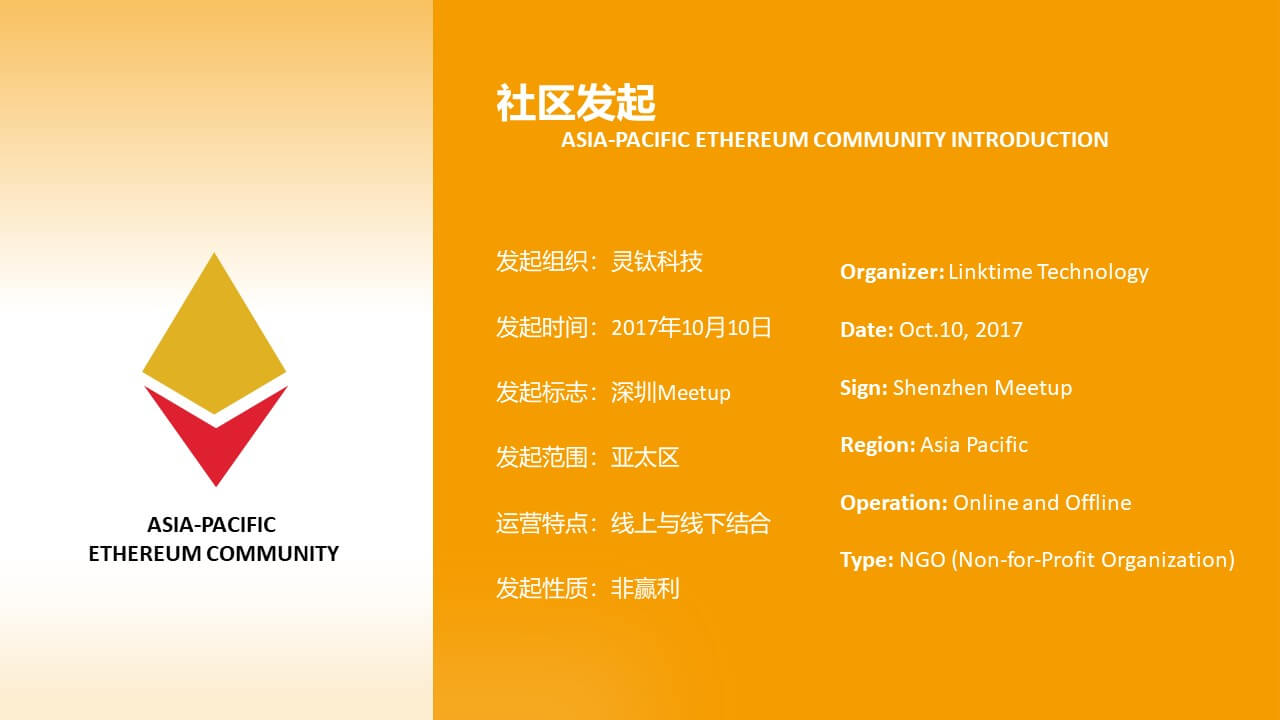 社区发起
ASIA-PACIFIC ETHEREUM COMMUNITY INTRODUCTION
发起组织：灵钛科技
发起时间：2017年10月10日
发起标志：深圳Meetup
发起范围：亚太区
运营特点：线上与线下结合
发起性质：非赢利
Organizer: Linktime Technology
Date: Oct.10, 2017
Sign: Shenzhen Meetup
Region: Asia Pacific
Operation: Online and Offline
Type: NGO (Non-for-Profit Organization)
ASIA-PACIFIC
ETHEREUM COMMUNITY